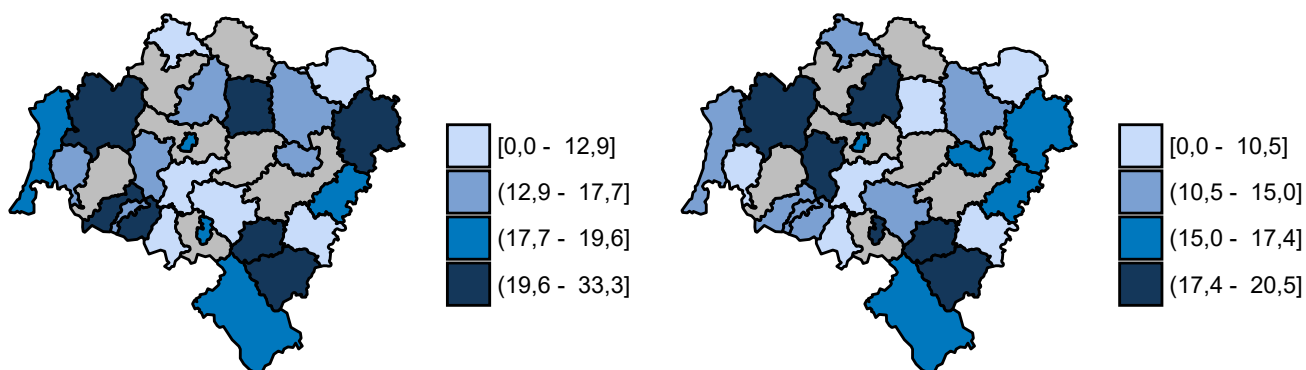 [0,0 - 12,9]
(12,9 - 17,7]
(17,7 - 19,6]
(19,6 - 33,3]
[0,0 - 10,5]
(10,5 - 15,0]
(15,0 - 17,4]
(17,4 - 20,5]